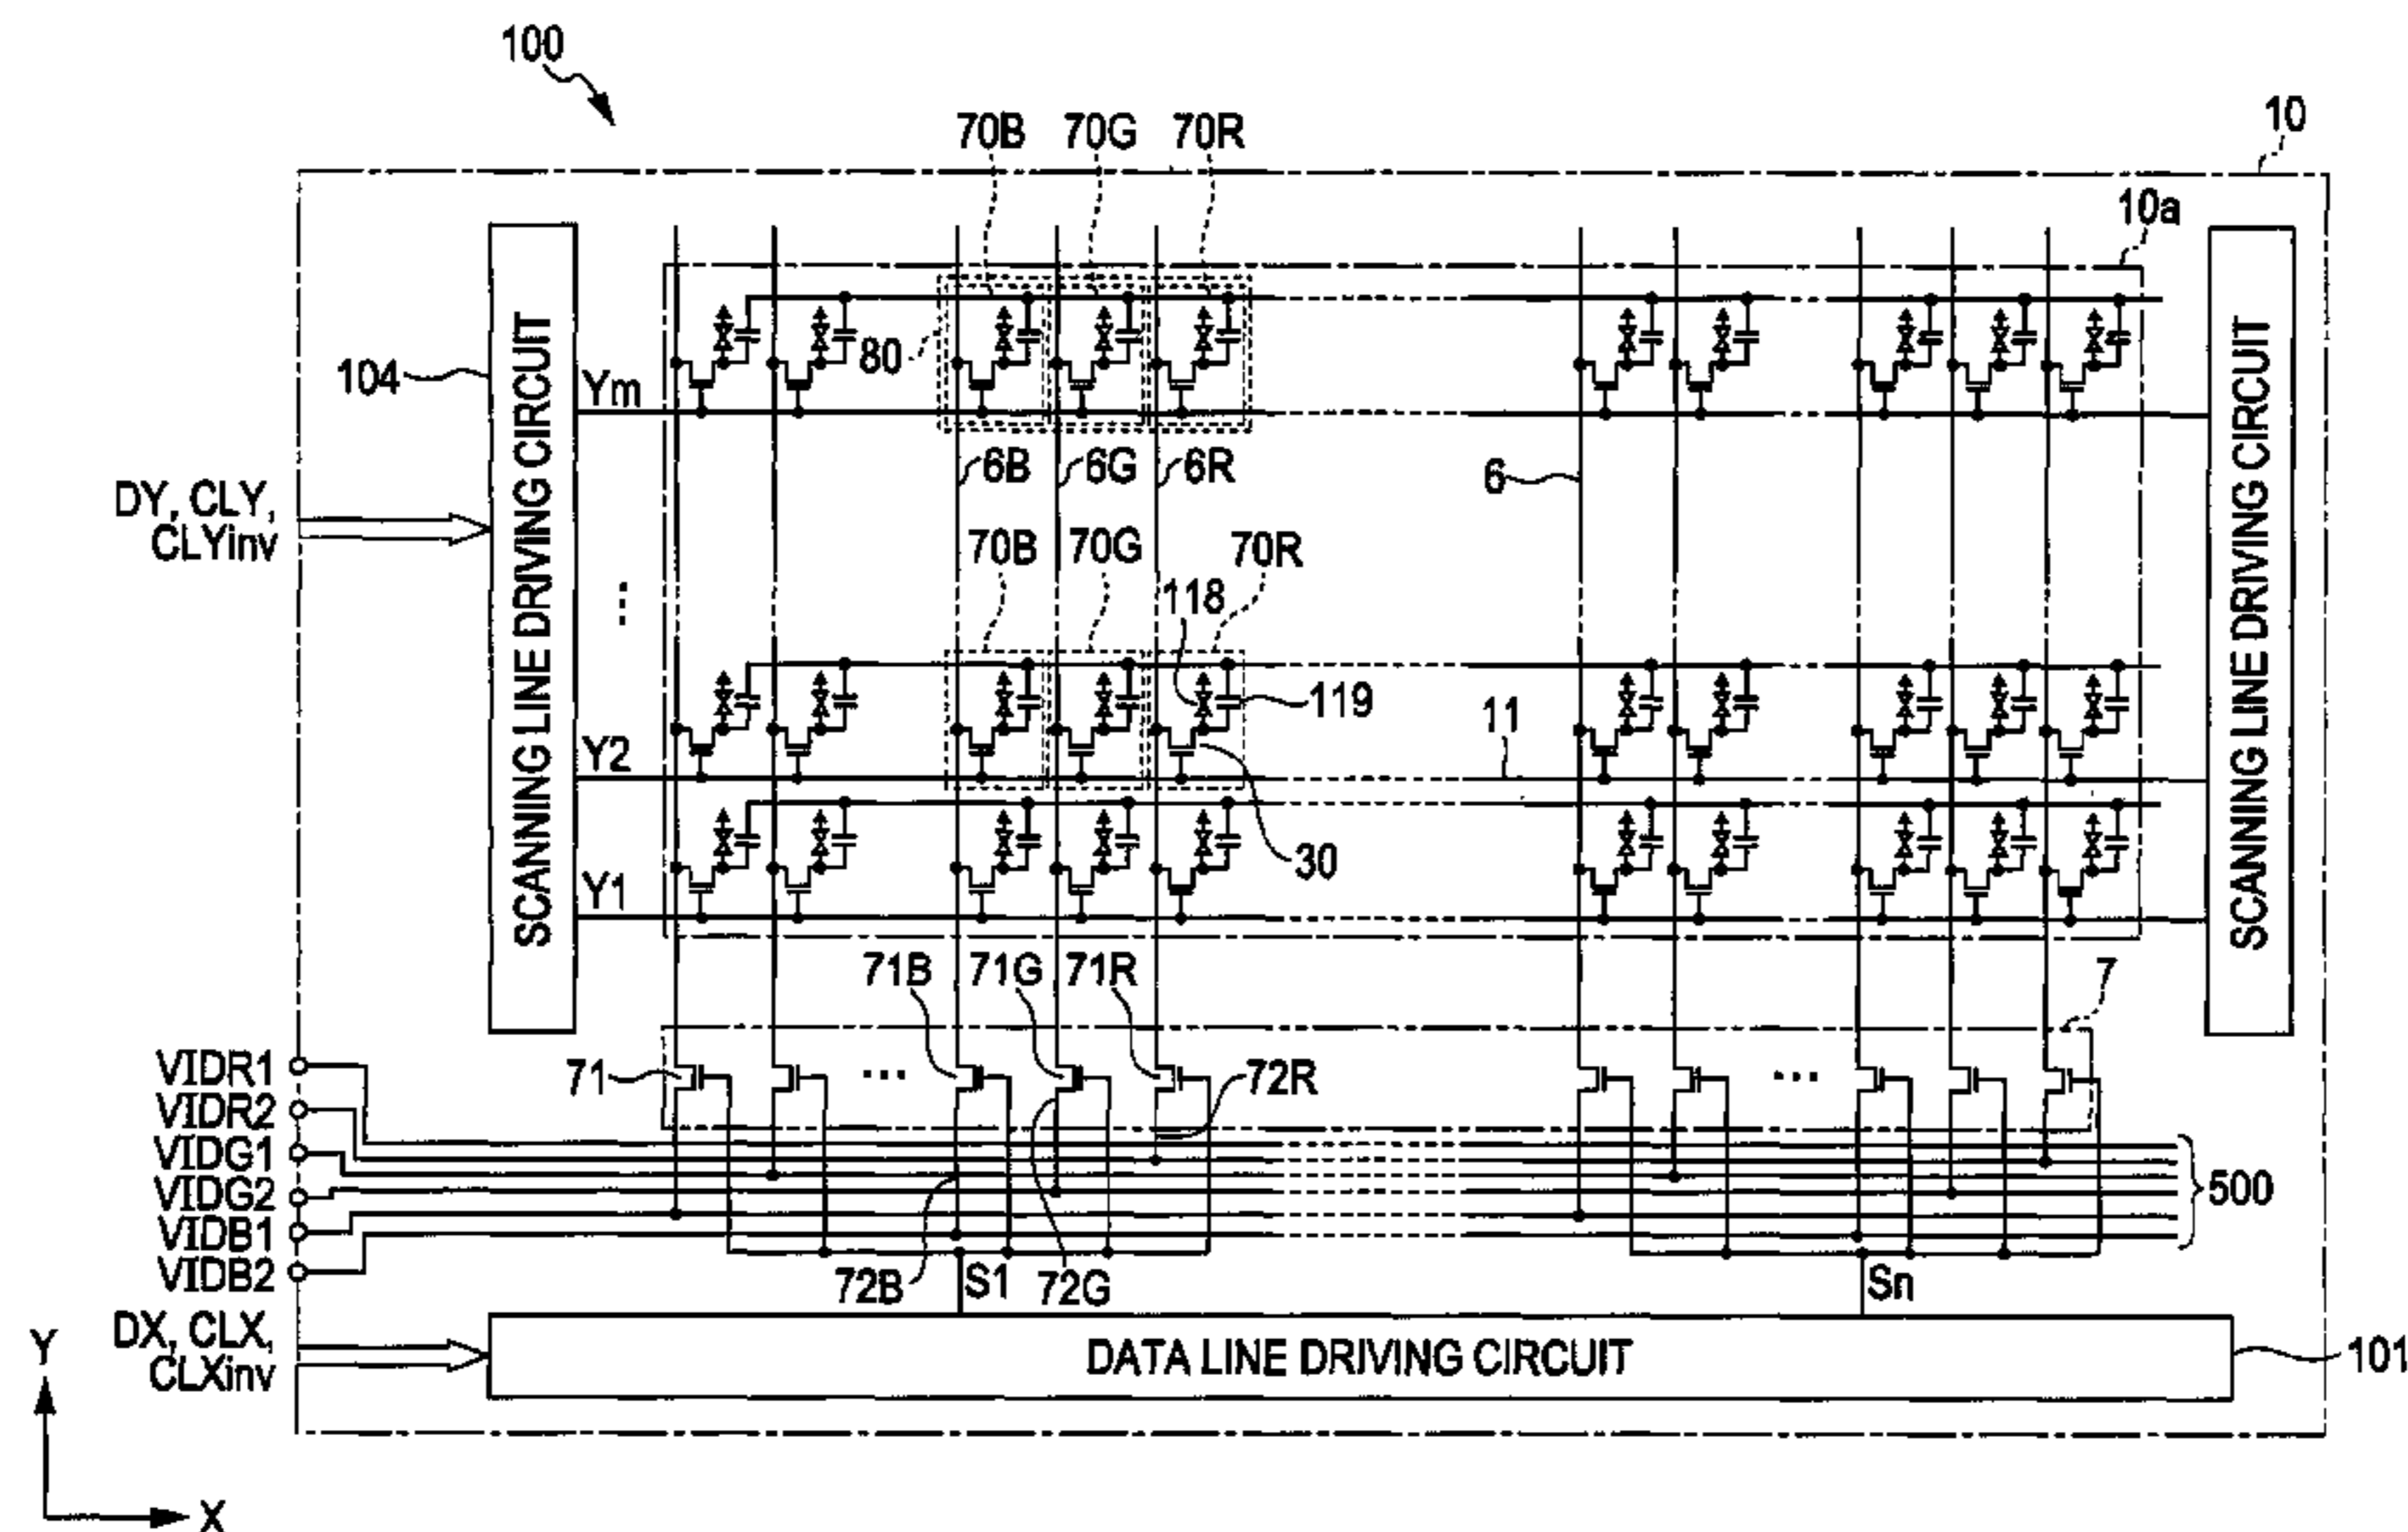 100
10
70B 70G 70R
10a
80
104
SCANNING LINE DRIVING CIRCUIT
SCANNING LINE DRIVING CIRCUIT
Ym
6B 6G 6R
6
DY, CLY,
CLYinv
70B 70G 70R
118
119
11
Y2
30
Y1
71B 71G 71R
7
71
72R
VIDR1
VIDR2
VIDG1
VIDG2
VIDB1
VIDB2
500
72B S1 72G
Sn
DX, CLX,
CLXinv
DATA LINE DRIVING CIRCUIT
101
Y
X